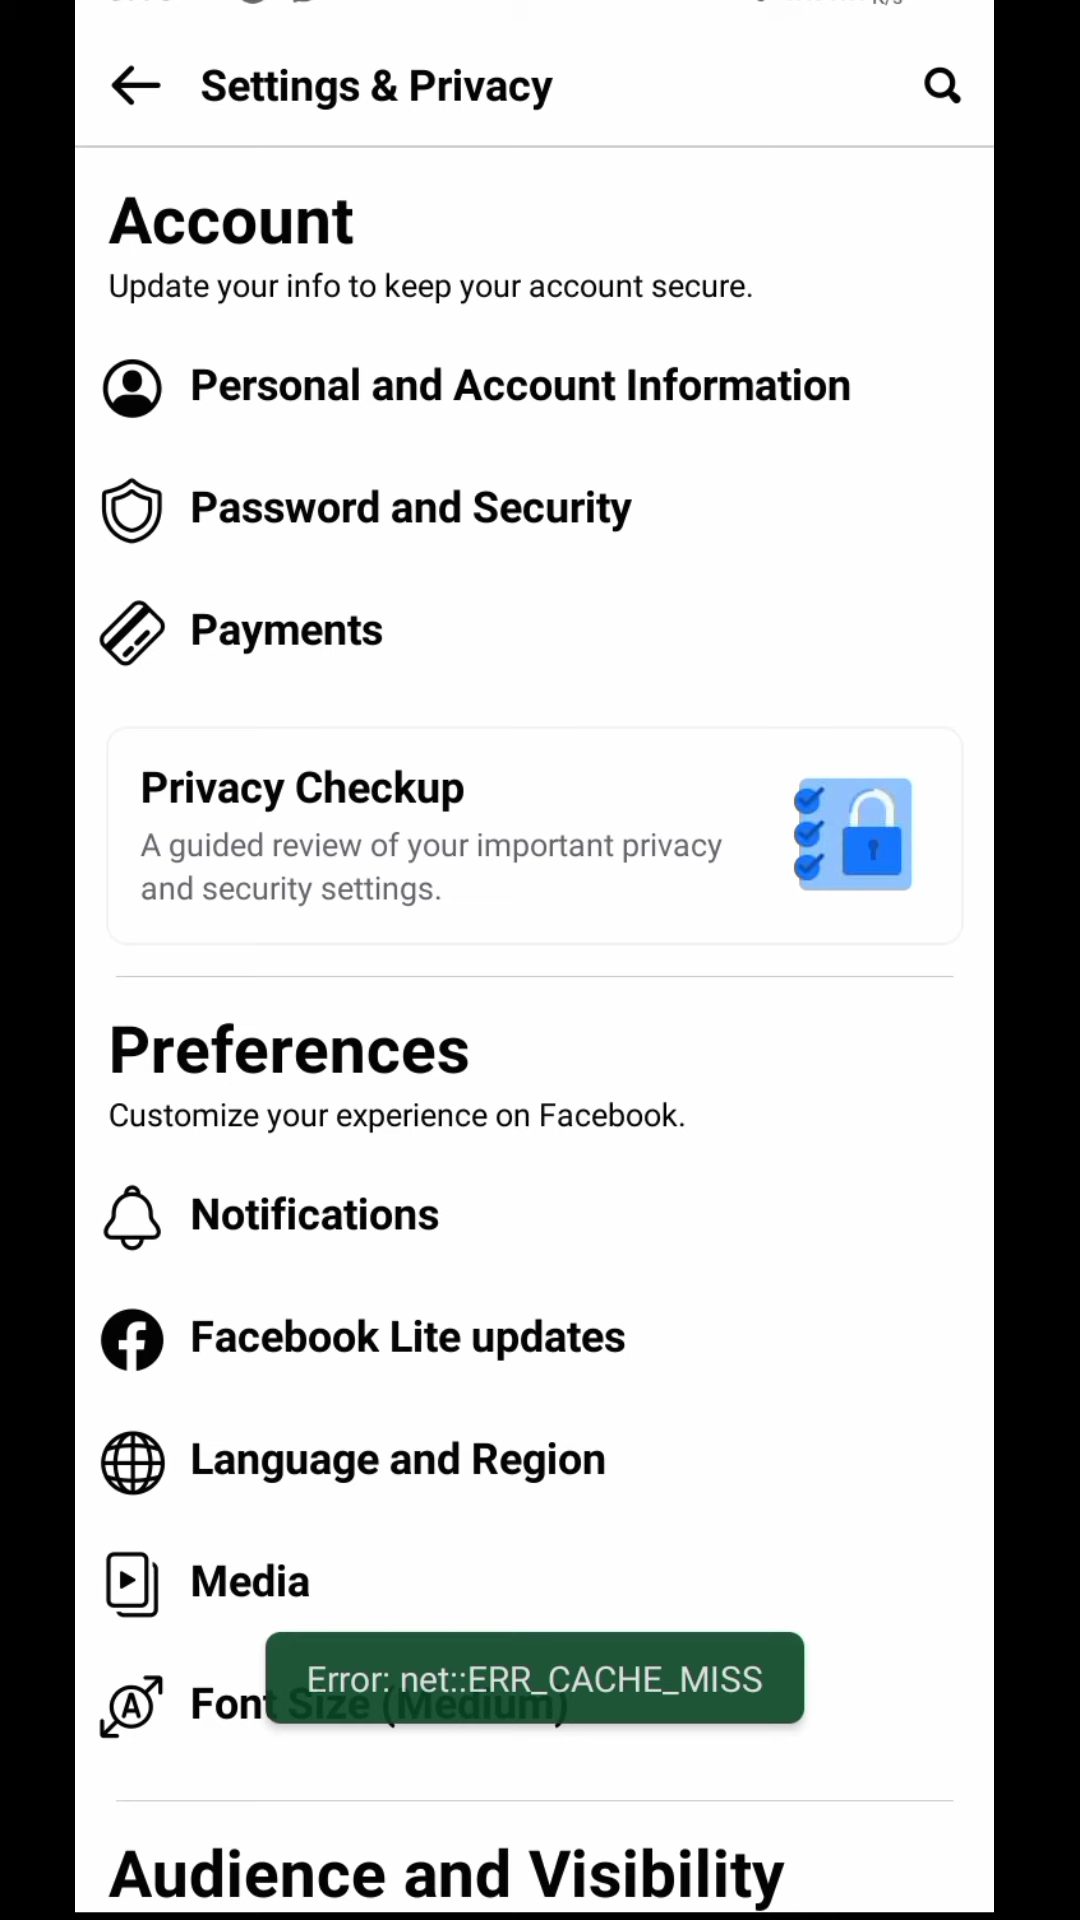 Settings & Privacy
Account
Update your info to keep your account secure.
Personal and Account Information
Password and Security
Payments
Privacy Checkup
A guided review of your important privacy
and security settings.
Preferences
Customize your experience on Facebook.
Notifications
Facebook Lite updates
Language and Region
Media
Error: net::ERR_CACHE_MISS
Font Size (Medium)
Audience and Visibility